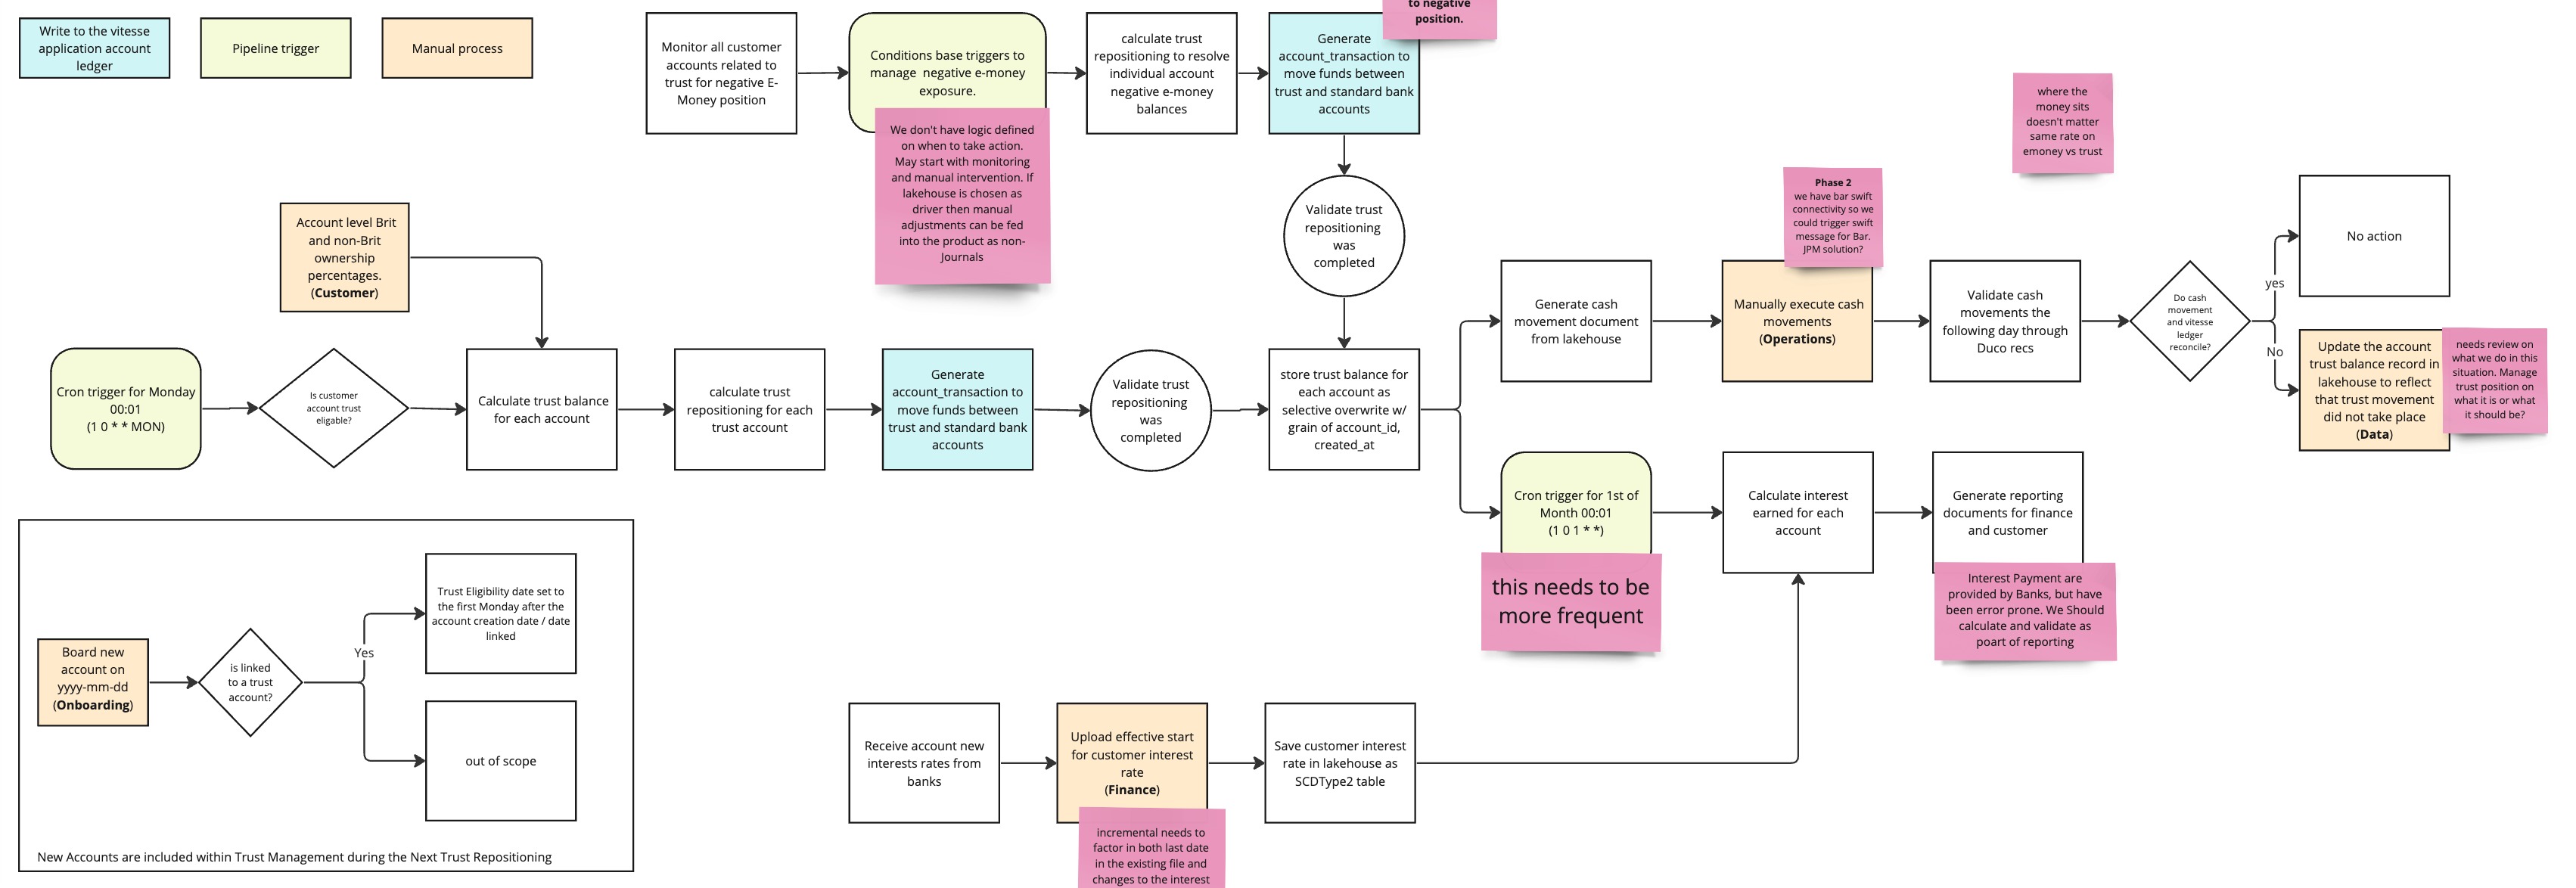 Write to the vitesse
application account
ledger
Pipeline trigger
Manual process
Monitor all customer
accounts related to
trust for negative E-
Money position
Conditions base triggers to
manage  negative e-money
exposure.
We don't have logic defined
on when to take action.
May start with monitoring
and manual intervention. If
lakehouse is chosen as
driver then manual
adjustments can be fed
into the product as non-
Journals
calculate trust
repositioning to resolve
individual account
negative e-money
balances
Generate
account_transaction to
move funds between
trust and standard bank
accounts
to negative
position.
Validate trust
repositioning
was
completed
where the
money sits
doesn't matter
same rate on
emoney vs trust
Account level Brit
and non-Brit
ownership
percentages.
(Customer)
Cron trigger for Monday
00:01
(1 0 * * MON)
Is customer
account trust
eligable?
Calculate trust balance
for each account
calculate trust
repositioning for each
trust account
Generate
account_transaction to
move funds between
trust and standard bank
accounts
Validate trust
repositioning
was
completed
store trust balance for
each account as
selective overwrite w/
grain of account_id,
created_at
Generate cash
movement document
from lakehouse
Phase 2
we have bar swift
connectivity so we
could trigger swift
message for Bar.
JPM solution?
Manually execute cash
movements
(Operations)
Validate cash
movements the
following day through
Duco recs
Do cash
movement
and vitesse
ledger
reconcile?
yes
No action
No
Update the account
trust balance record in
lakehouse to reflect
that trust movement
did not take place
(Data)
needs review on
what we do in this
situation. Manage
trust position on
what it is or what
it should be?
Cron trigger for 1st of
Month 00:01
(1 0 1 * *)
this needs to be
more frequent
Calculate interest
earned for each
account
Generate reporting
documents for finance
and customer
Interest Payment are
provided by Banks, but have
been error prone. We Should
calculate and validate as
poart of reporting
Board new
account on
yyyy-mm-dd
(Onboarding)
is linked
to a trust
account?
Yes
Trust Eligibility date set to
the first Monday after the
account creation date / date
linked
out of scope
New Accounts are included within Trust Management during the Next Trust Repositioning
Receive account new
interests rates from
banks
Upload effective start
for customer interest
rate
(Finance)
incremental needs to
factor in both last date
in the existing file and
changes to the interest
Save customer interest
rate in lakehouse as
SCDType2 table